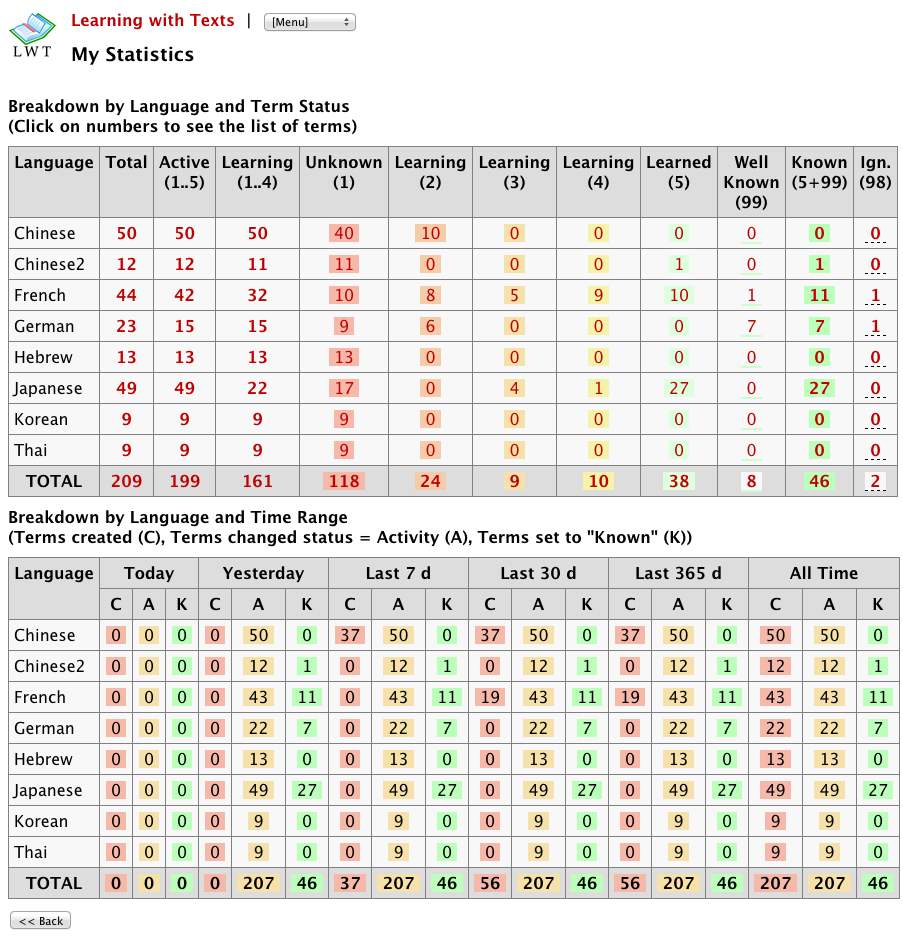 Learning with Texts | [Menu]
LWT
My Statistics
Breakdown by Language and Term Status
(Click on numbers to see the list of terms)
Language Total Active (1..5) Learning (1..4) Unknown (1) Learning (2) Learning (3) Learning (4) Learned (5) Well Known (99) Known (5+99) Ign. (98)
Chinese 50 50 50 40 10 0 0 0 0 0 0
Chinese2 12 12 11 11 0 0 0 1 0 1 0
French 44 42 32 10 8 5 9 10 1 11 1
German 23 15 15 9 6 0 0 0 7 7 1
Hebrew 13 13 13 13 0 0 0 0 0 0 0
Japanese 49 49 22 17 0 4 1 27 0 27 0
Korean 9 9 9 9 0 0 0 0 0 0 0
Thai 9 9 9 9 0 0 0 0 0 0 0
TOTAL 209 199 161 118 24 9 10 38 8 46 2
Breakdown by Language and Time Range
(Terms created (C), Terms changed status = Activity (A), Terms set to "Known" (K))
Language Today Yesterday Last 7 d Last 30 d Last 365 d All Time
C A K C A K C A K C A K C A K C A K
Chinese 0 0 0 0 50 0 37 50 0 37 50 0 37 50 0 50 50 0
Chinese2 0 0 0 0 12 1 0 12 1 0 12 1 0 12 1 12 12 1
French 0 0 0 0 43 11 0 43 11 19 43 11 19 43 11 43 43 11
German 0 0 0 0 22 7 0 22 7 0 22 7 0 22 7 22 22 7
Hebrew 0 0 0 0 13 0 0 13 0 0 13 0 0 13 0 13 13 0
Japanese 0 0 0 0 49 27 0 49 27 0 49 27 0 49 27 49 49 27
Korean 0 0 0 0 9 0 0 9 0 0 9 0 0 9 0 9 9 0
Thai 0 0 0 0 9 0 0 9 0 0 9 0 0 9 0 9 9 0
TOTAL 0 0 0 0 207 46 37 207 46 56 207 46 56 207 46 207 207 46
<< Back